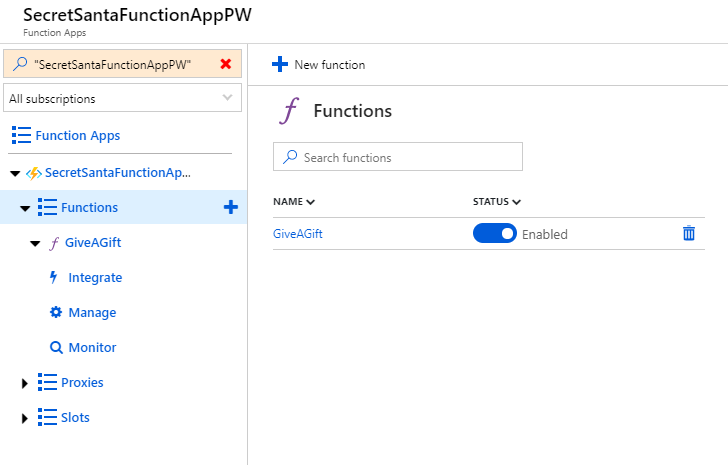 SecretSantaFunctionAppPW
Function Apps
"SecretSantaFunctionAppPW"
All subscriptions
Function Apps
SecretSantaFunctionAp...
Functions
GiveAGift
Integrate
Manage
Monitor
Proxies
Slots
New function
Functions
Search functions
NAME STATUS
GiveAGift Enabled